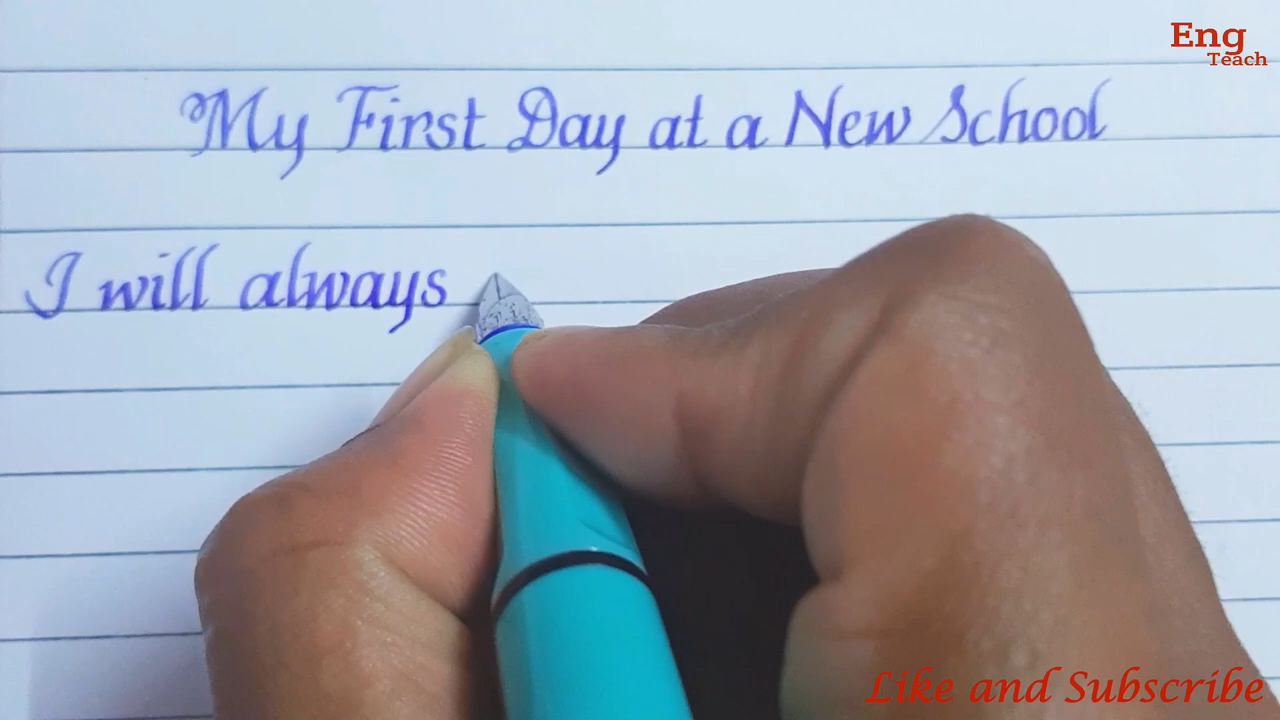 Eng
Teach
My First Day at a New School
I will always
Like and Subscribe